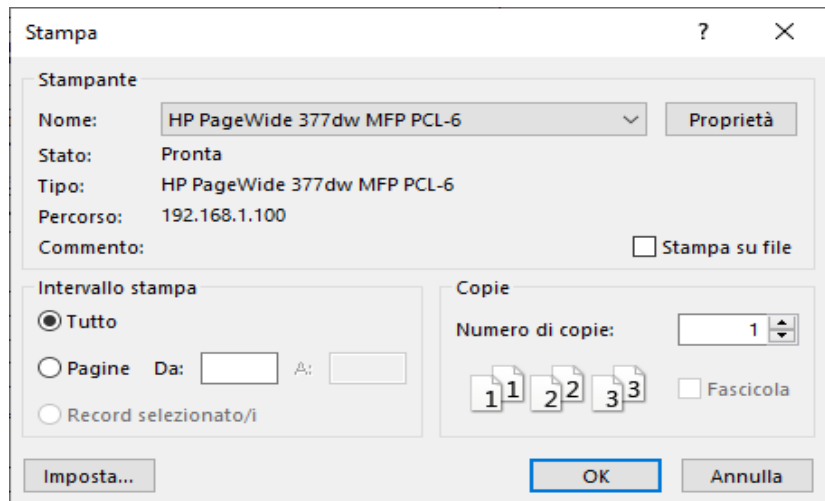 Stampa ?
Stampante
Nome: HP PageWide 377dw MFP PCL-6 Proprietà
Stato: Pronta
Tipo: HP PageWide 377dw MFP PCL-6
Percorso: 192.168.1.100
Commento: Stampa su file
Intervallo stampa
Tutto
Pagine Da: A:
Record selezionato/i
Copie
Numero di copie: 1
1 1 2 2 3 3 Fascicola
Imposta... OK Annulla